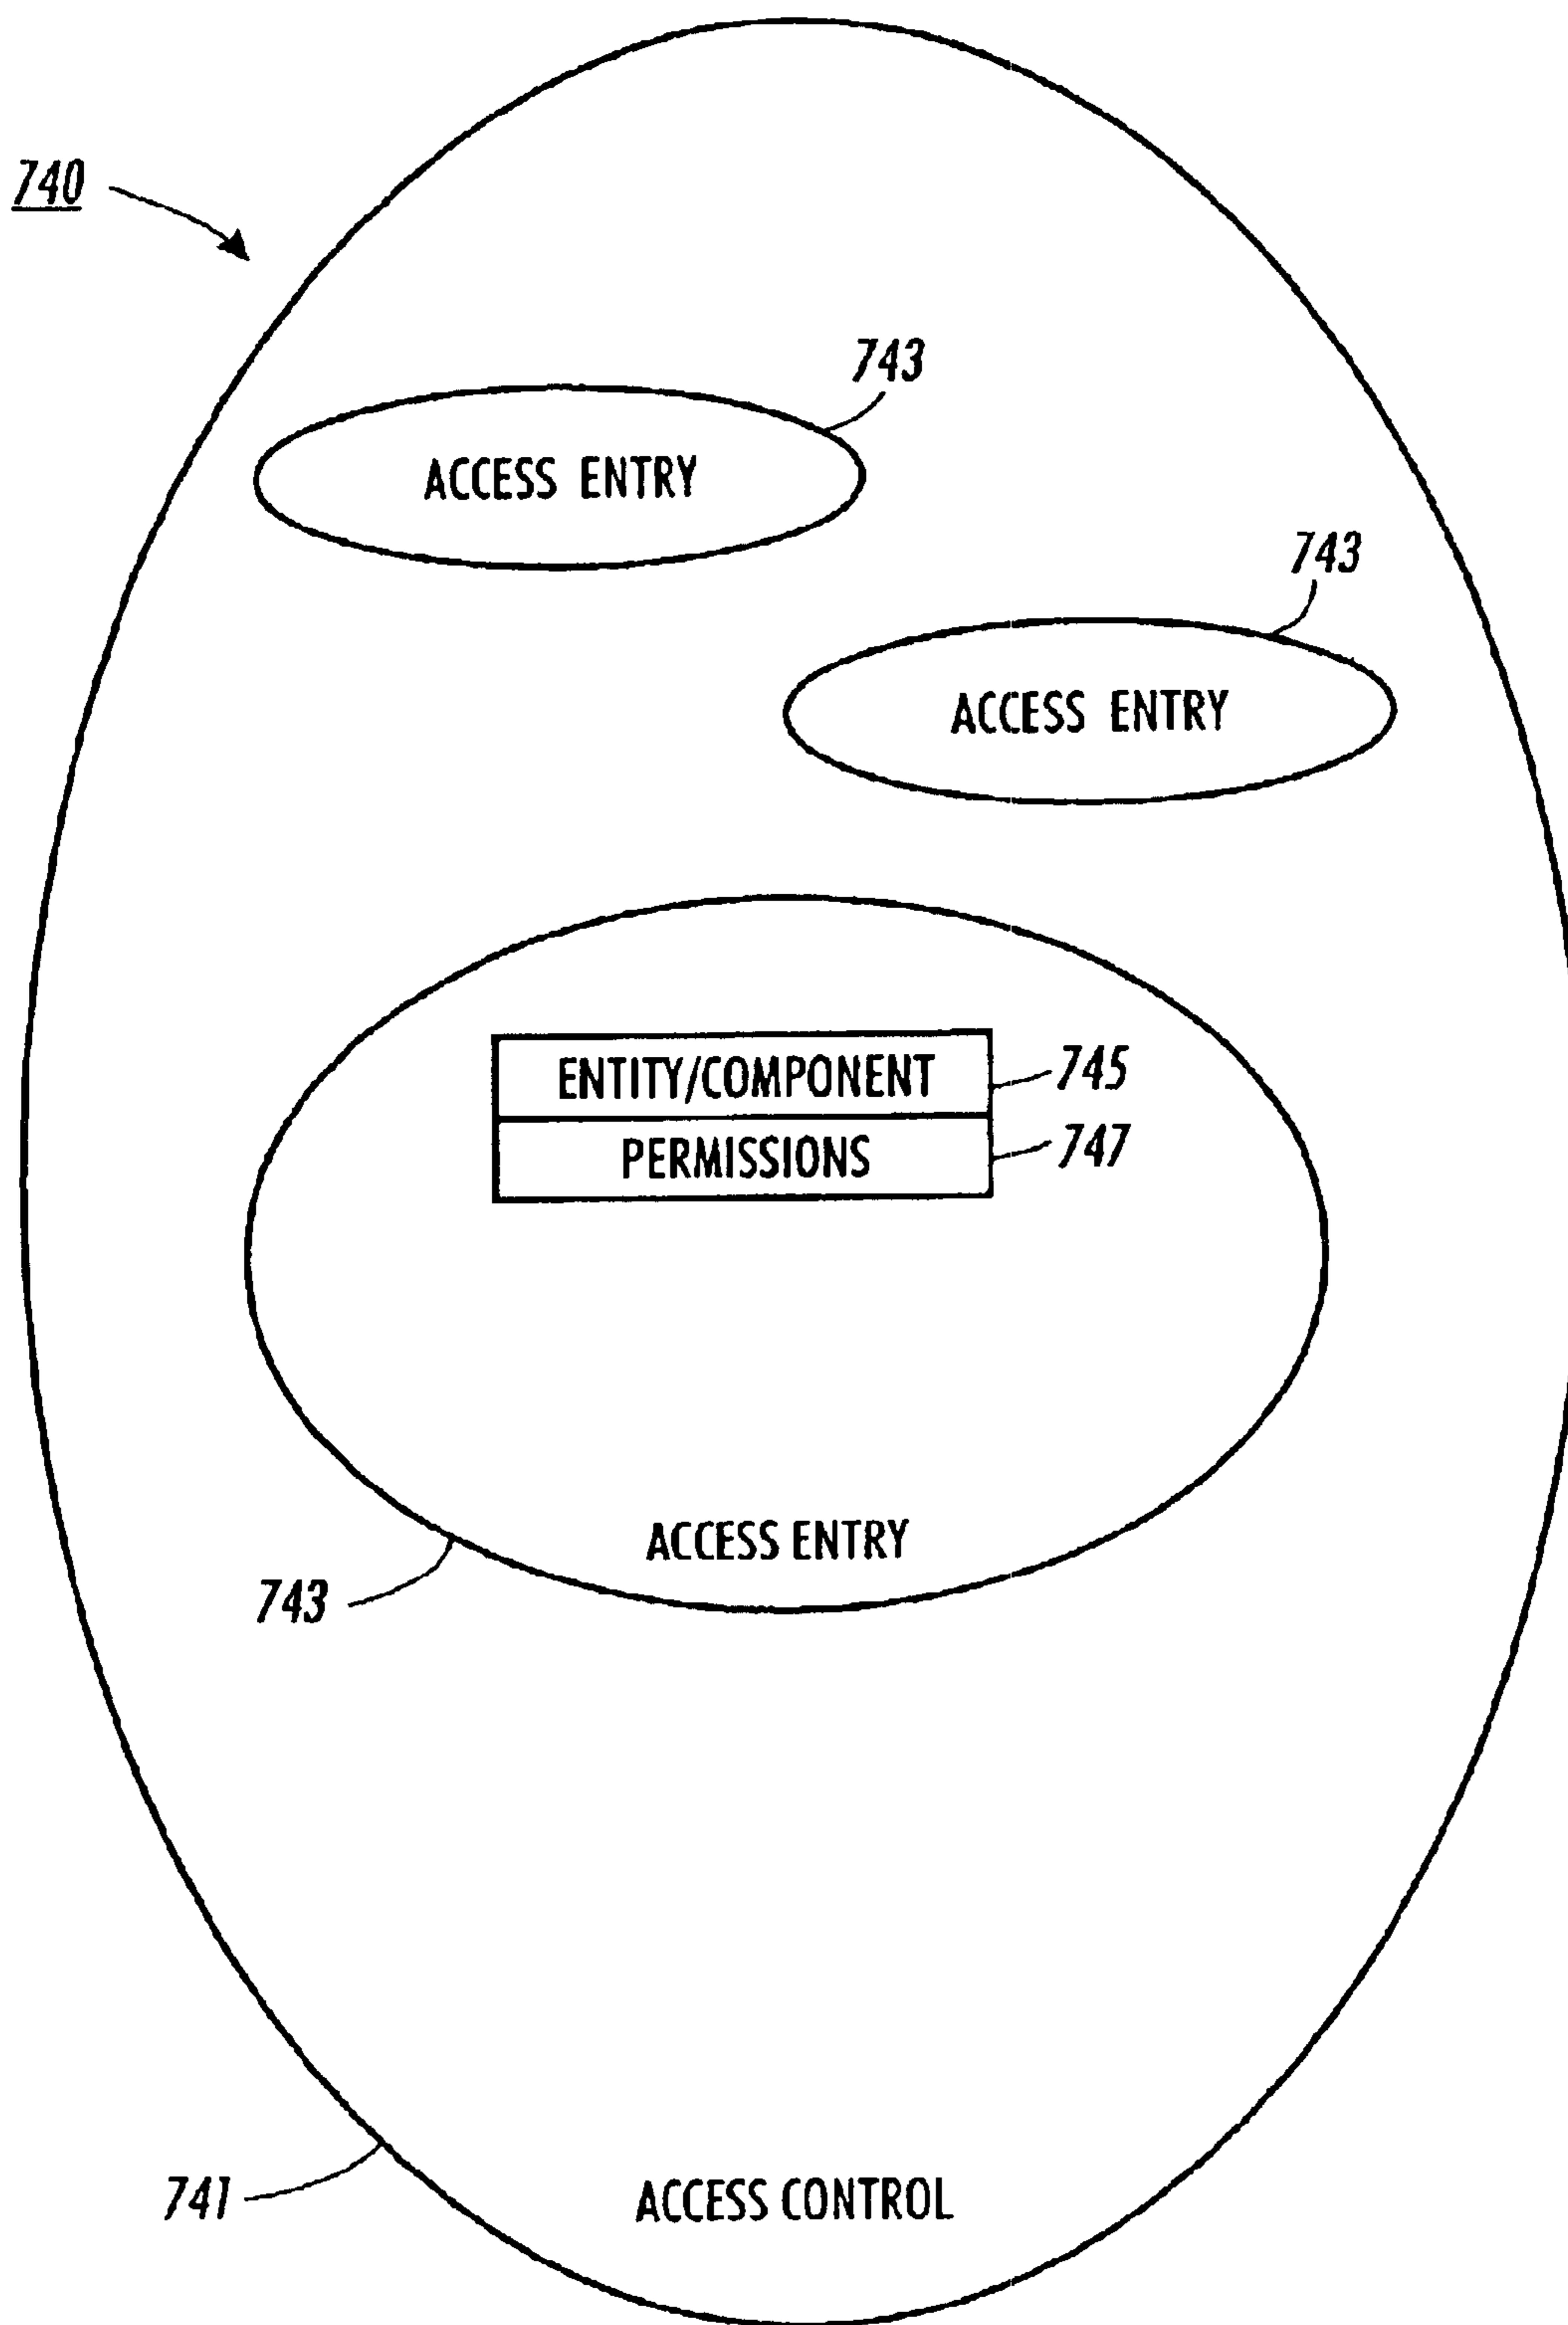 740
743
ACCESS ENTRY
743
ACCESS ENTRY
ENTITY/COMPONENT
745
PERMISSIONS
747
ACCESS ENTRY
743
741
ACCESS CONTROL